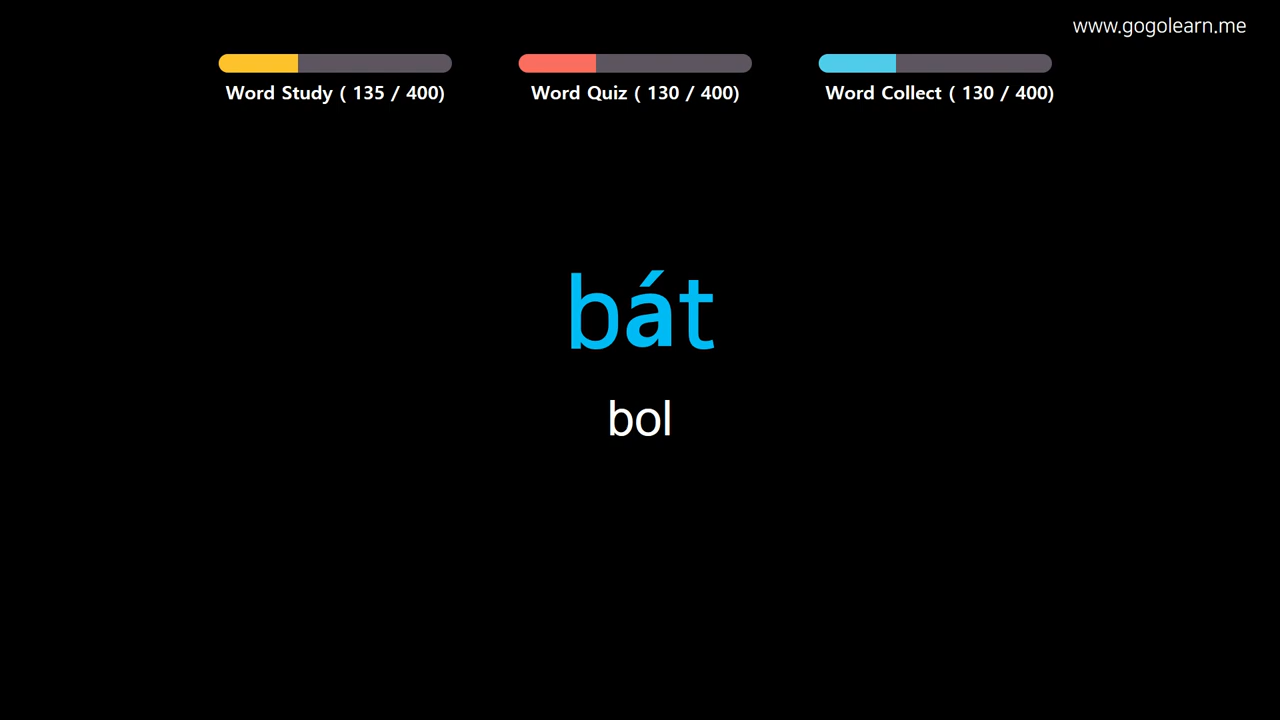 www.gogolearn.me
Word Study ( 135 / 400)
Word Quiz ( 130 / 400)
Word Collect ( 130 / 400)
bát
bol